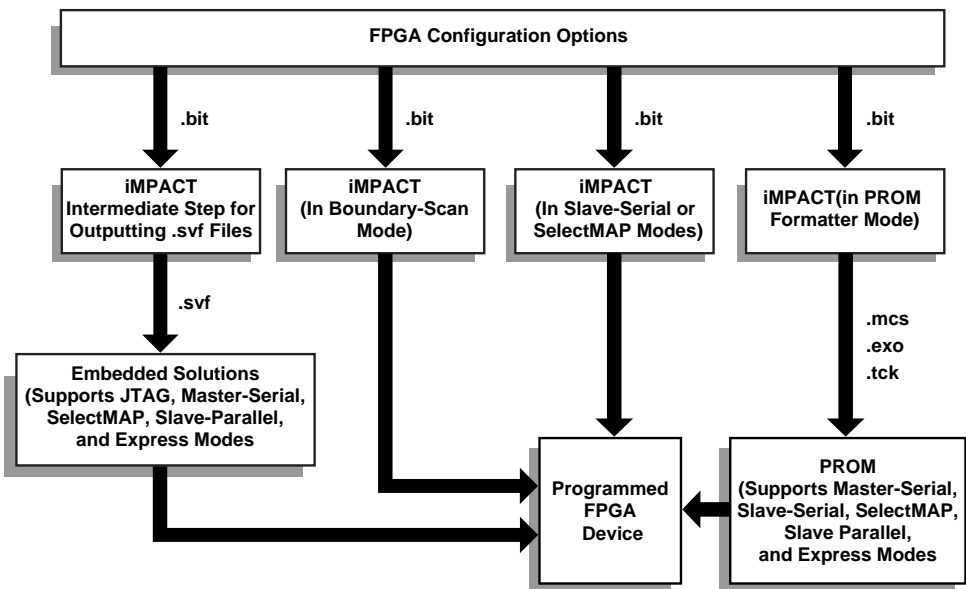 FPGA Configuration Options
.bit
.bit
.bit
.bit
iMPACT
Intermediate Step for
Outputting .svf Files
iMPACT
(In Boundary-Scan
Mode)
iMPACT
(In Slave-Serial or
SelectMAP Modes)
iMPACT(in PROM
Formatter Mode)
.svf
.mcs
.exo
.tck
Embedded Solutions
(Supports JTAG, Master-Serial,
SelectMAP, Slave-Parallel,
and Express Modes
Programmed
FPGA
Device
PROM
(Supports Master-Serial,
Slave-Serial, SelectMAP,
Slave Parallel,
and Express Modes